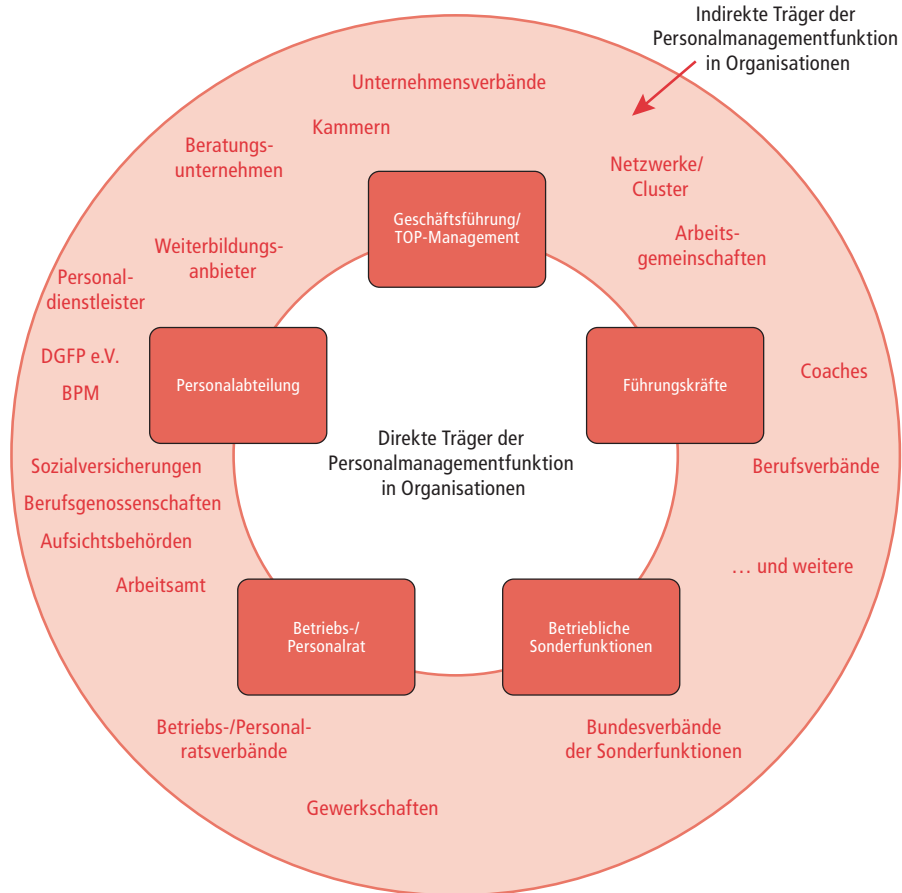 Indirekte Träger der
Personalmanagementfunktion
in Organisationen
Unternehmensverbände
Kammern
Beratungs-
unternehmen
Netzwerke/
Cluster
Geschäftsführung/
TOP-Management
Arbeits-
gemeinschaften
Weiterbildungs-
anbieter
Personal-
dienstleister
DGFP e.V.
BPM
Personalabteilung
Führungskräfte
Coaches
Direkte Träger der
Personalmanagementfunktion
in Organisationen
Sozialversicherungen
Berufsgenossenschaften
Aufsichtsbehörden
Arbeitsamt
Berufsverbände
… und weitere
Betriebs-/
Personalrat
Betriebliche
Sonderfunktionen
Betriebs-/Personal-
ratsverbände
Bundesverbände
der Sonderfunktionen
Gewerkschaften